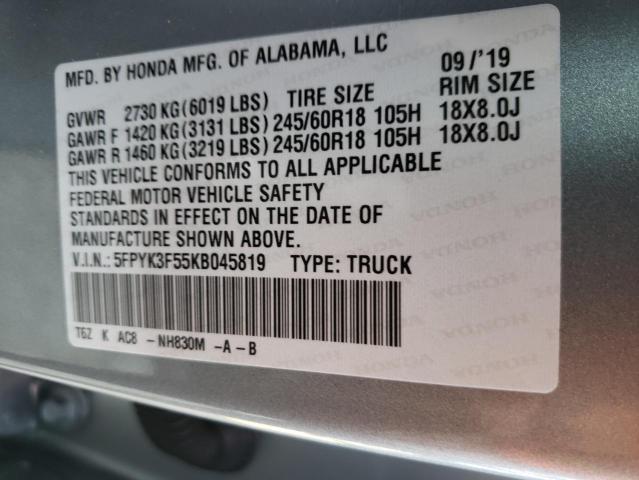 MFD. BY HONDA MFG. OF ALABAMA, LLC 09/'19
GVWR 2730 KG(6019 LBS) TIRE SIZE RIM SIZE
GAWR F 1420 KG(3131 LBS) 245/60R18 105H 18X8.0J
GAWR R 1460 KG(3219 LBS) 245/60R18 105H 18X8.0J
THIS VEHICLE CONFORMS TO ALL APPLICABLE
FEDERAL MOTOR VEHICLE SAFETY
STANDARDS IN EFFECT ON THE DATE OF
MANUFACTURE SHOWN ABOVE.
V.I.N.: 5FPYK3F55KB045819 TYPE: TRUCK
T6Z K AC8 -NH830M -A-B